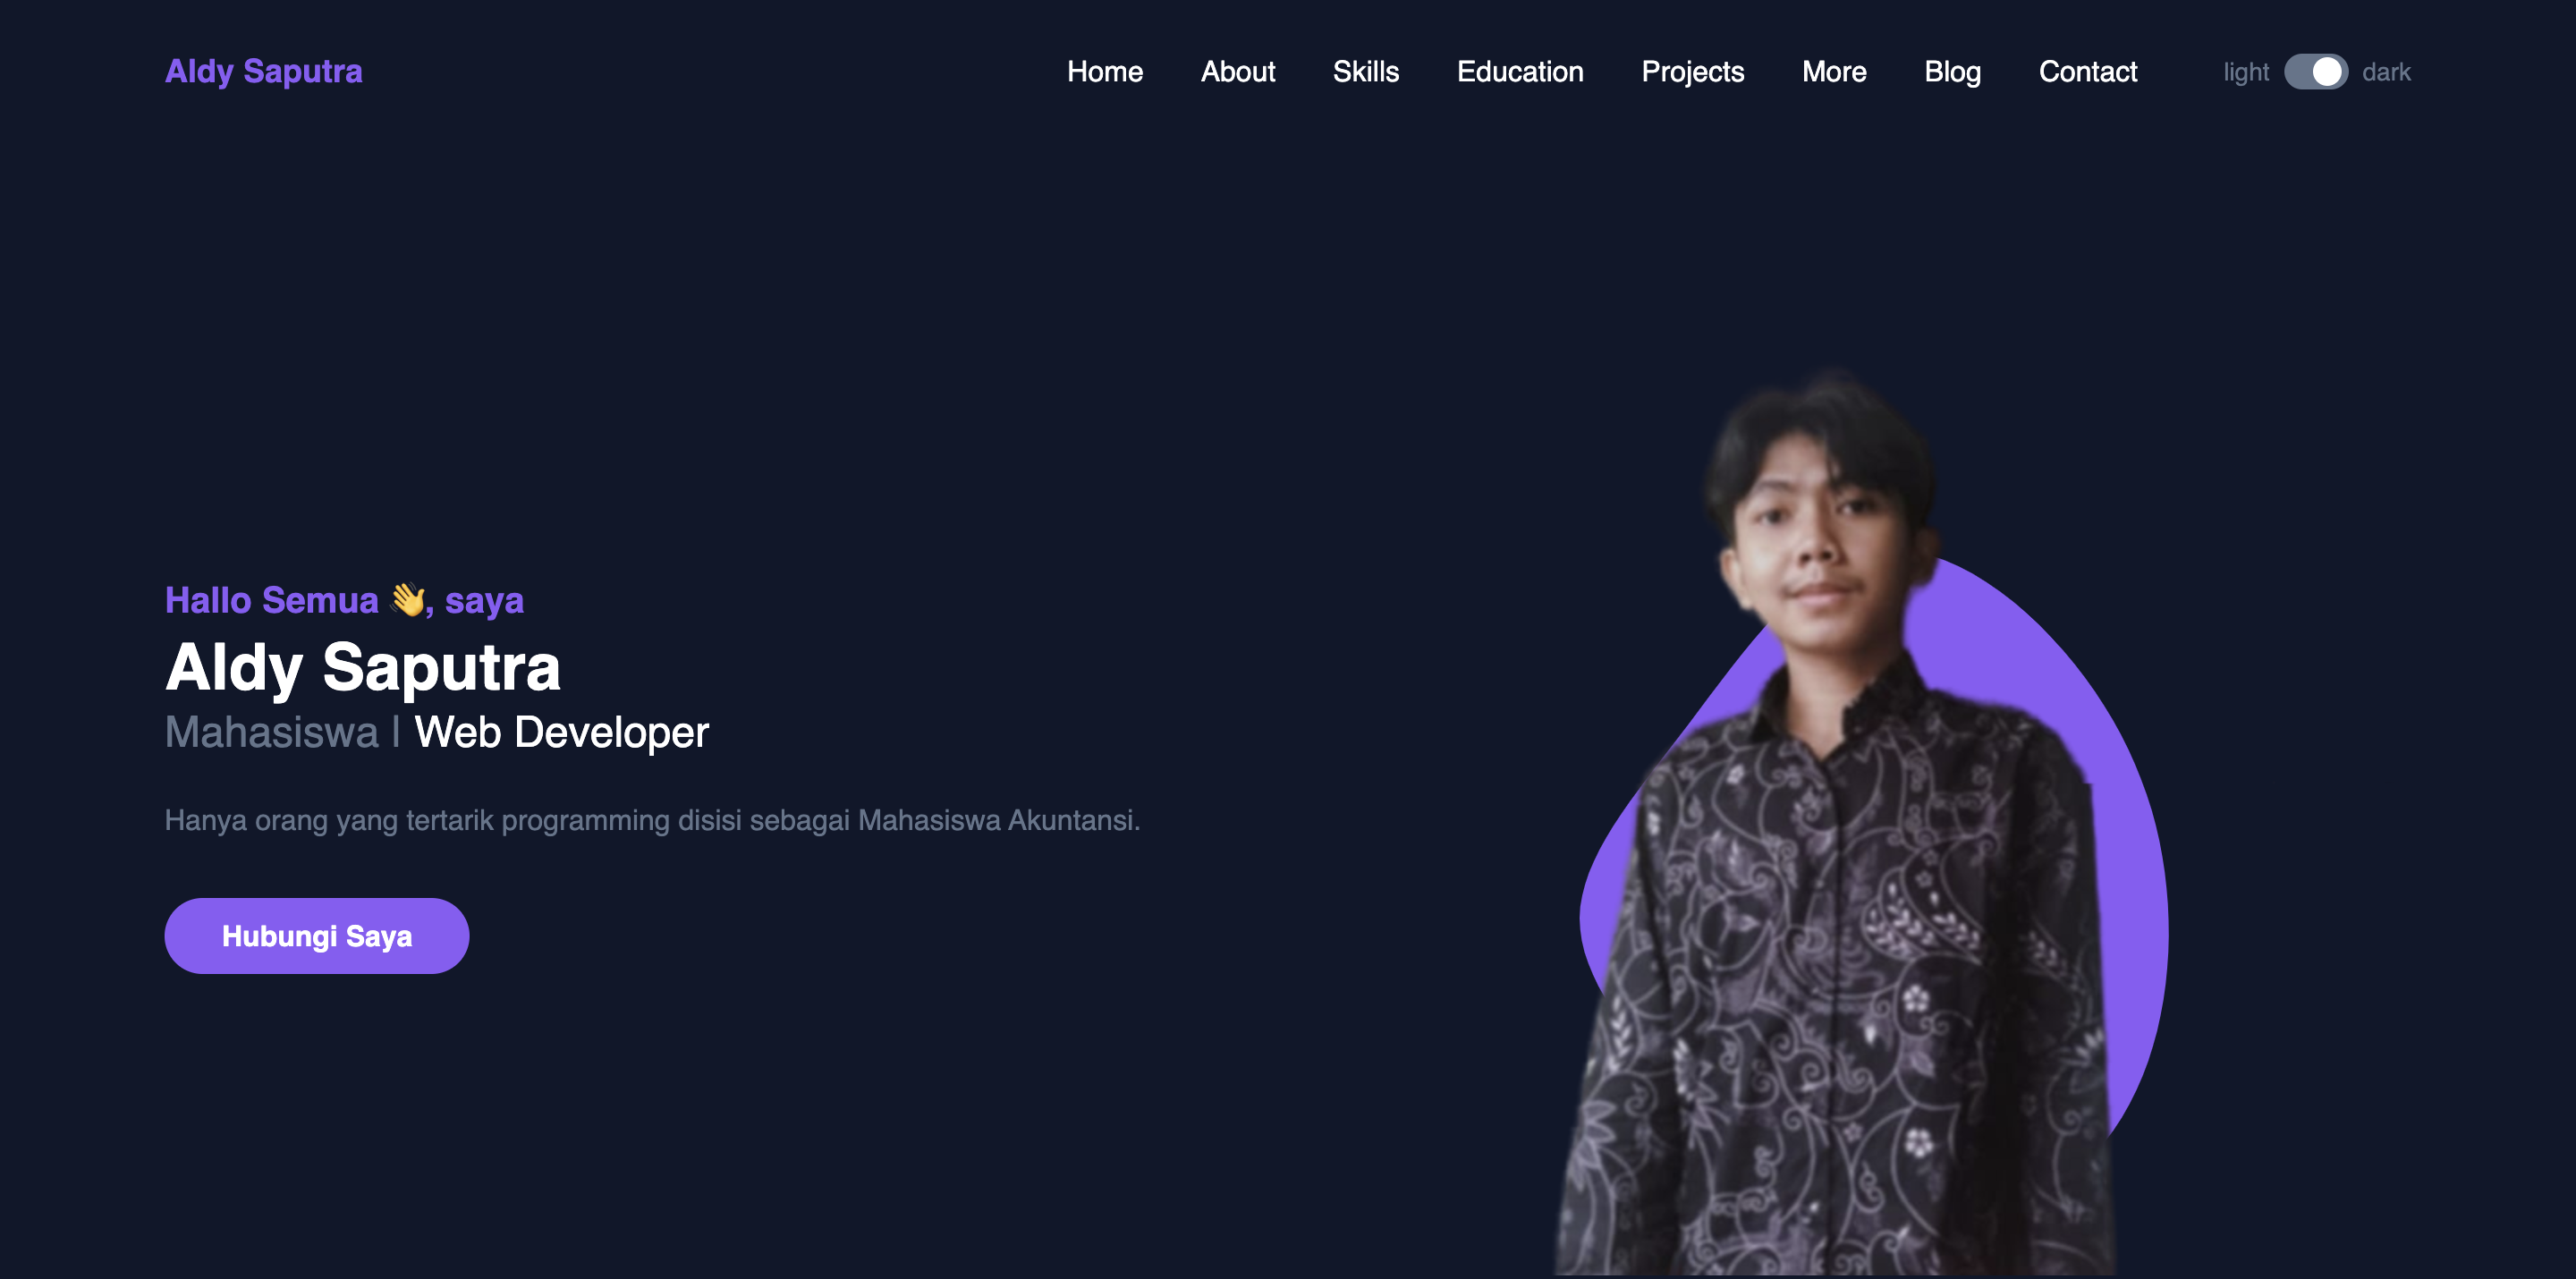 Aldy Saputra
Home About Skills Education Projects More Blog Contact light dark
Hallo Semua 👋, saya
Aldy Saputra
Mahasiswa | Web Developer
Hanya orang yang tertarik programming disisi sebagai Mahasiswa Akuntansi.
Hubungi Saya